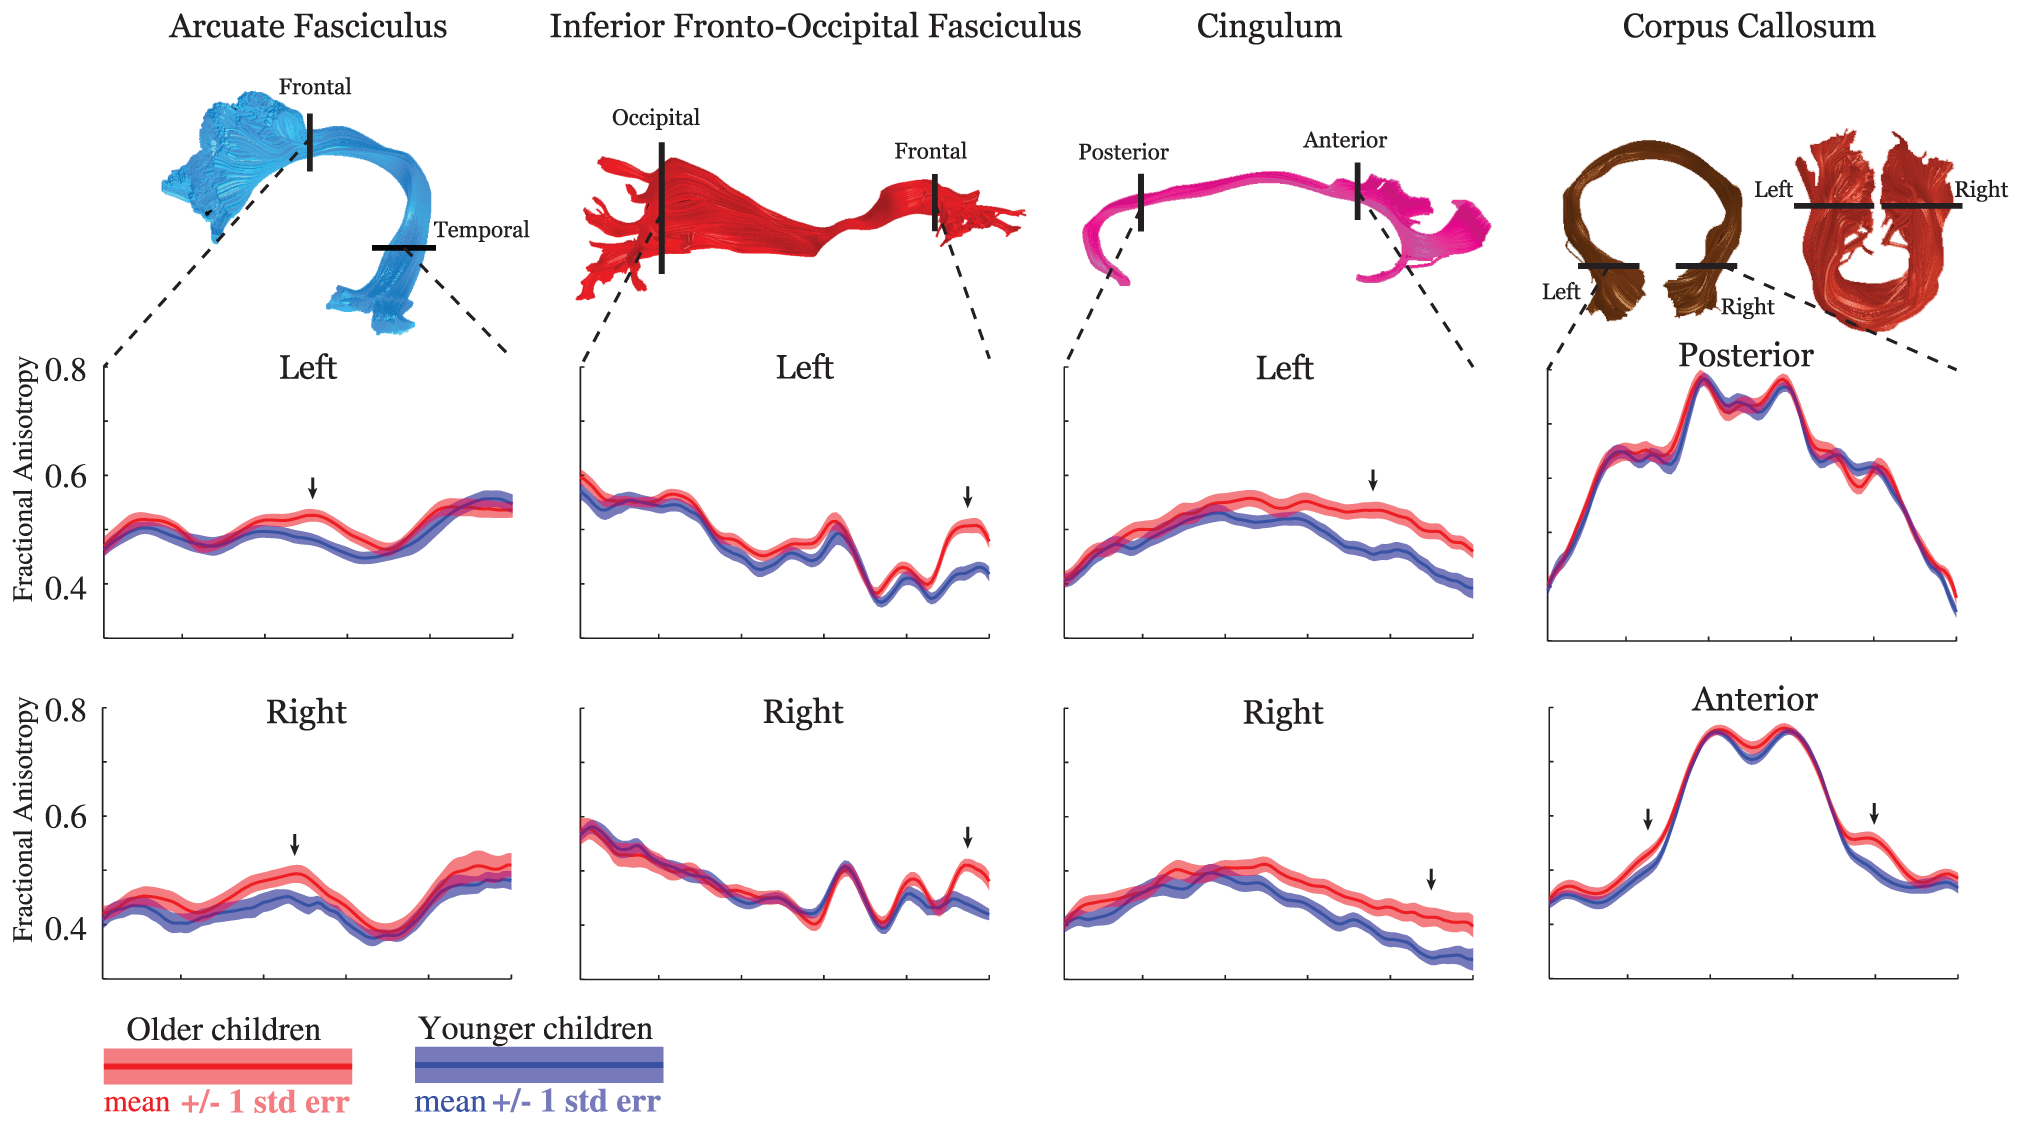 Arcuate Fasciculus
Inferior Fronto-Occipital Fasciculus
Cingulum
Corpus Callosum
Frontal
Temporal
Occipital
Frontal
Posterior
Anterior
Left
Right
Left
Right
Fractional Anisotropy
0.8
0.6
0.4
Left
Left
Left
Posterior
Fractional Anisotropy
0.8
0.6
0.4
Right
Right
Right
Anterior
Older children
mean +/- 1 std err
Younger children
mean +/- 1 std err